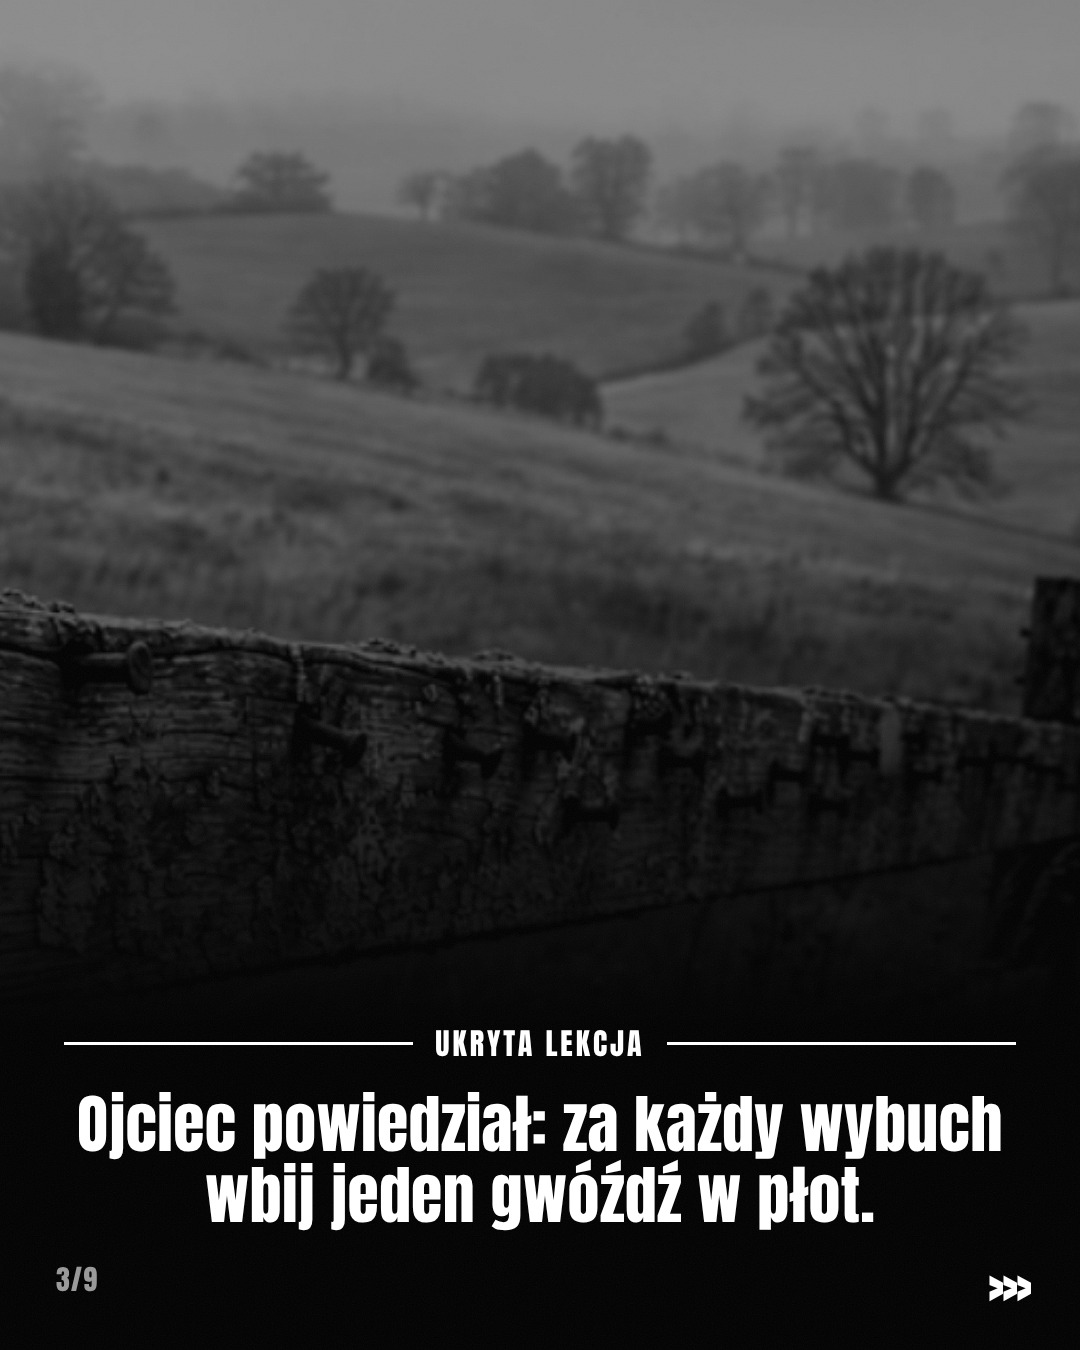 UKRYTA LEKCJA
Ojciec powiedział: za każdy wybuch
wbij jeden gwóźdź w płot.
3/9
>>>